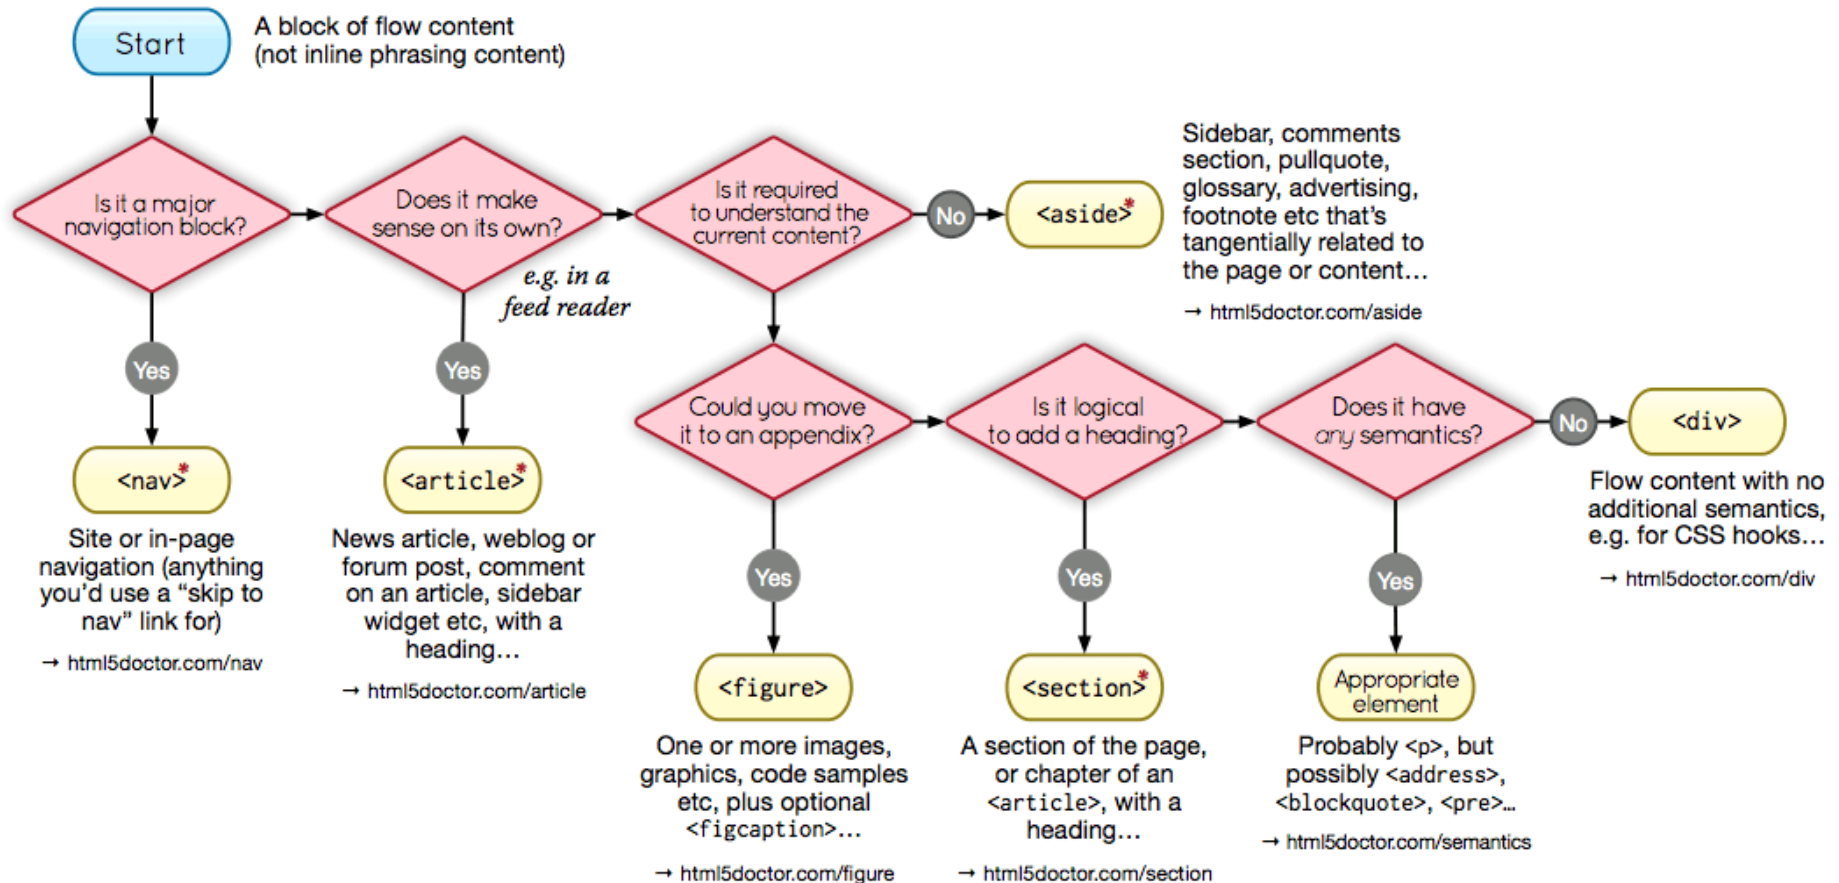 Start
A block of flow content
(not inline phrasing content)
Is it a major
navigation block?
Does it make
sense on its own?
e.g. in a
feed reader
Is it required
to understand the
current content?
No
<aside>*
Sidebar, comments
section, pullquote,
glossary, advertising,
footnote etc that’s
tangentially related to
the page or content…
→ html5doctor.com/aside
Yes
<nav>*
Site or in-page
navigation (anything
you’d use a “skip to
nav” link for)
→ html5doctor.com/nav
Yes
<article>*
News article, weblog or
forum post, comment
on an article, sidebar
widget etc, with a
heading…
→ html5doctor.com/article
Could you move
it to an appendix?
Yes
<figure>
One or more images,
graphics, code samples
etc, plus optional
<figcaption>…
→ html5doctor.com/figure
Is it logical
to add a heading?
Yes
<section>*
A section of the page,
or chapter of an
<article>, with a
heading…
→ html5doctor.com/section
Does it have
any semantics?
Yes
Appropriate
element
Probably <p>, but
possibly <address>,
<blockquote>, <pre>…
→ html5doctor.com/semantics
No
<div>
Flow content with no
additional semantics,
e.g. for CSS hooks…
→ html5doctor.com/div